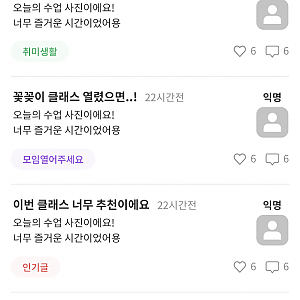 오늘의 수업 사진이에요!
너무 즐거운 시간이었어용
취미생활 6 6
꽃꽂이 클래스 열렸으면..! 22시간전 익명
오늘의 수업 사진이에요!
너무 즐거운 시간이었어용
모임열어주세요 6 6
이번 클래스 너무 추천이에요 22시간전 익명
오늘의 수업 사진이에요!
너무 즐거운 시간이었어용
인기글 6 6